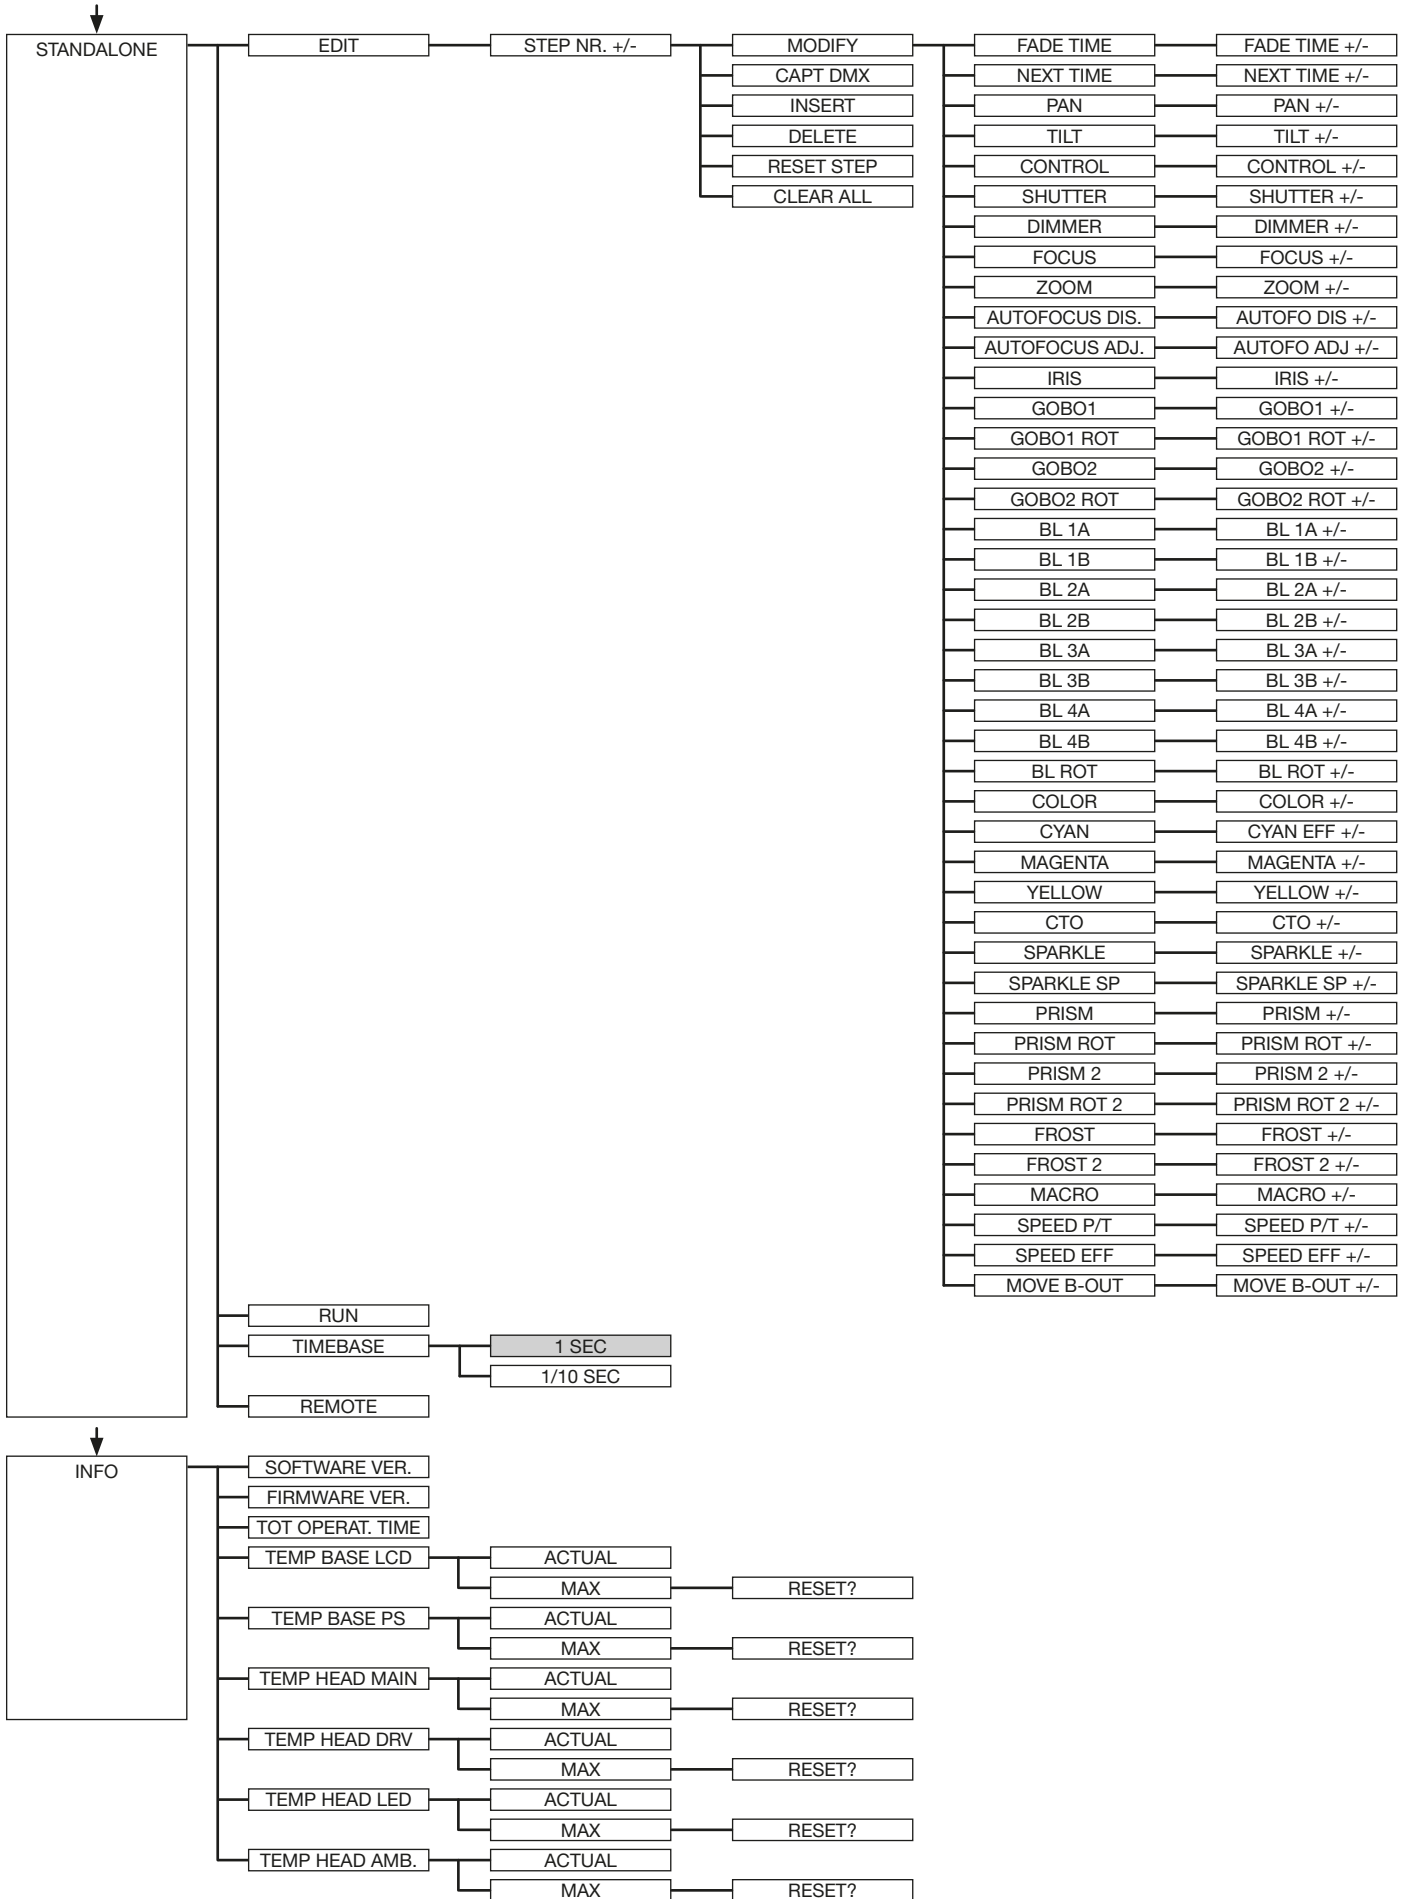 STANDALONE EDIT STEP NR. +/- MODIFY FADE TIME FADE TIME +/-
CAPT DMX NEXT TIME NEXT TIME +/-
INSERT PAN PAN +/-
DELETE TILT TILT +/-
RESET STEP CONTROL CONTROL +/-
CLEAR ALL SHUTTER SHUTTER +/-
DIMMER DIMMER +/-
FOCUS FOCUS +/-
ZOOM ZOOM +/-
AUTOFOCUS DIS. AUTOFO DIS +/-
AUTOFOCUS ADJ. AUTOFO ADJ +/-
IRIS IRIS +/-
GOBO1 GOBO1 +/-
GOBO1 ROT GOBO1 ROT +/-
GOBO2 GOBO2 +/-
GOBO2 ROT GOBO2 ROT +/-
BL 1A BL 1A +/-
BL 1B BL 1B +/-
BL 2A BL 2A +/-
BL 2B BL 2B +/-
BL 3A BL 3A +/-
BL 3B BL 3B +/-
BL 4A BL 4A +/-
BL 4B BL 4B +/-
BL ROT BL ROT +/-
COLOR COLOR +/-
CYAN CYAN EFF +/-
MAGENTA MAGENTA +/-
YELLOW YELLOW +/-
CTO CTO +/-
SPARKLE SPARKLE +/-
SPARKLE SP SPARKLE SP +/-
PRISM PRISM +/-
PRISM ROT PRISM ROT +/-
PRISM 2 PRISM 2 +/-
PRISM ROT 2 PRISM ROT 2 +/-
FROST FROST +/-
FROST 2 FROST 2 +/-
MACRO MACRO +/-
SPEED P/T SPEED P/T +/-
SPEED EFF SPEED EFF +/-
MOVE B-OUT MOVE B-OUT +/-
RUN
TIMEBASE 1 SEC
1/10 SEC
REMOTE
INFO SOFTWARE VER.
FIRMWARE VER.
TOT OPERAT. TIME
TEMP BASE LCD ACTUAL
MAX RESET?
TEMP BASE PS ACTUAL
MAX RESET?
TEMP HEAD MAIN ACTUAL
MAX RESET?
TEMP HEAD DRV ACTUAL
MAX RESET?
TEMP HEAD LED ACTUAL
MAX RESET?
TEMP HEAD AMB. ACTUAL
MAX RESET?